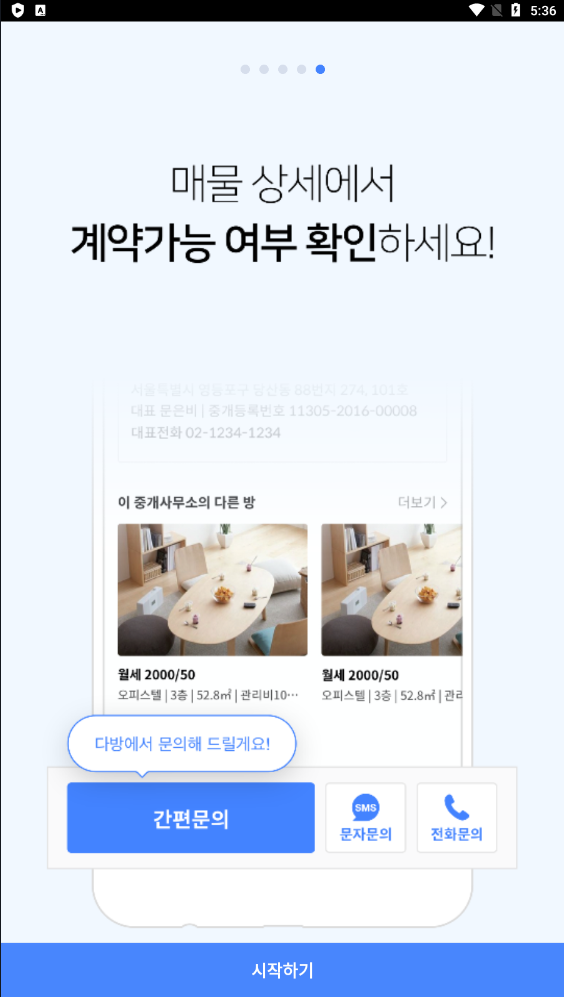 5:36
매물 상세에서
계약가능 여부 확인하세요!
서울특별시 영등포구 당산동 88번지 274, 101호
대표 문은비 | 중개등록번호 11305-2016-00008
대표전화 02-1234-1234
이 중개사무소의 다른 방 더보기 >
월세 2000/50 월세 2000/50
오피스텔 | 3층 | 52.8㎡ | 관리비10… 오피스텔 | 3층 | 52.8㎡ | 관리
다방에서 문의해 드릴게요!
간편문의
SMS
문자문의 전화문의
시작하기